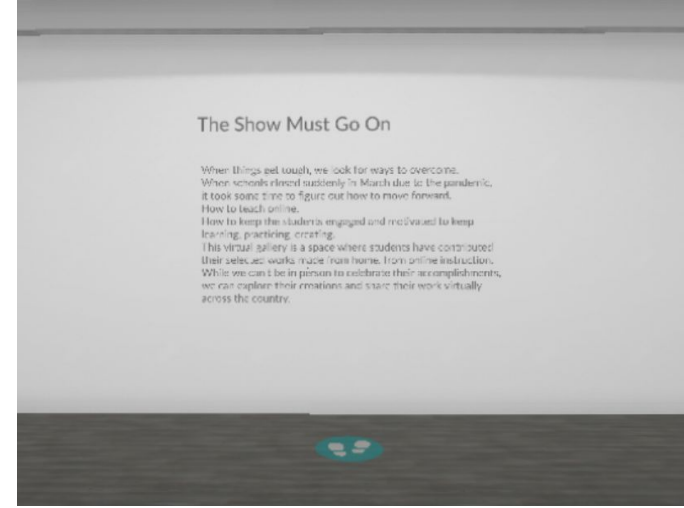 The Show Must Go On
When things get tough, we look for ways to overcome.
When schools closed suddenly in March due to the pandemic,
it took some time to figure out how to move forward.
How to teach online.
How to keep the students engaged and motivated to keep
learning, practicing, creating.
This virtual gallery is a space where students have contributed
their selected works made from home, from online instruction.
While we can't be in person to celebrate their accomplishments,
we can explore their creations and share their work virtually
across the country.